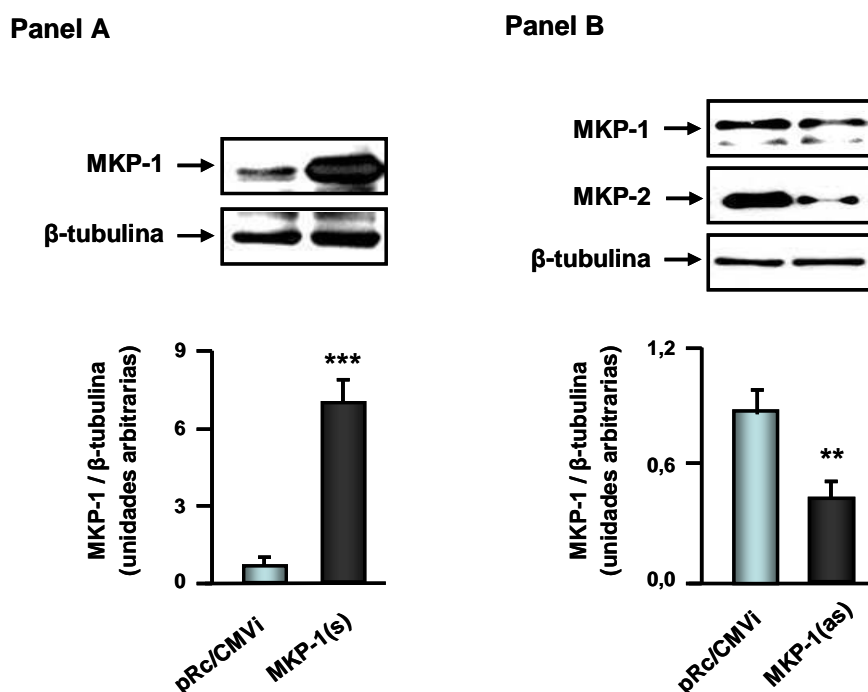 Panel A
MKP-1
β-tubulina
MKP-1 / β-tubulina
(unidades arbitrarias)
9
6
3
0
***
pRc/CMVi
MKP-1(s)
Panel B
MKP-1
MKP-2
β-tubulina
MKP-1 / β-tubulina
(unidades arbitrarias)
1,2
0,6
0,0
**
pRc/CMVi
MKP-1(as)